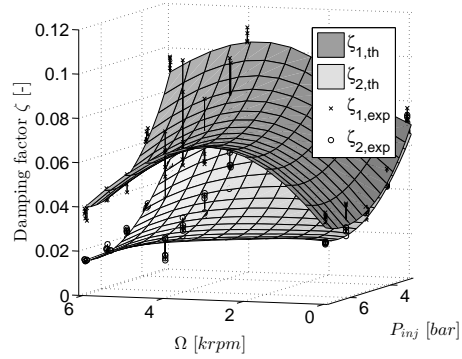 0.12
0.1
0.08
0.06
0.04
0.02
0
Damping factor ζ [-]
ζ1,th
ζ2,th
ζ1,exp
ζ2,exp
6
4
2
0
Ω [krpm]
6
4
Pinj [bar]